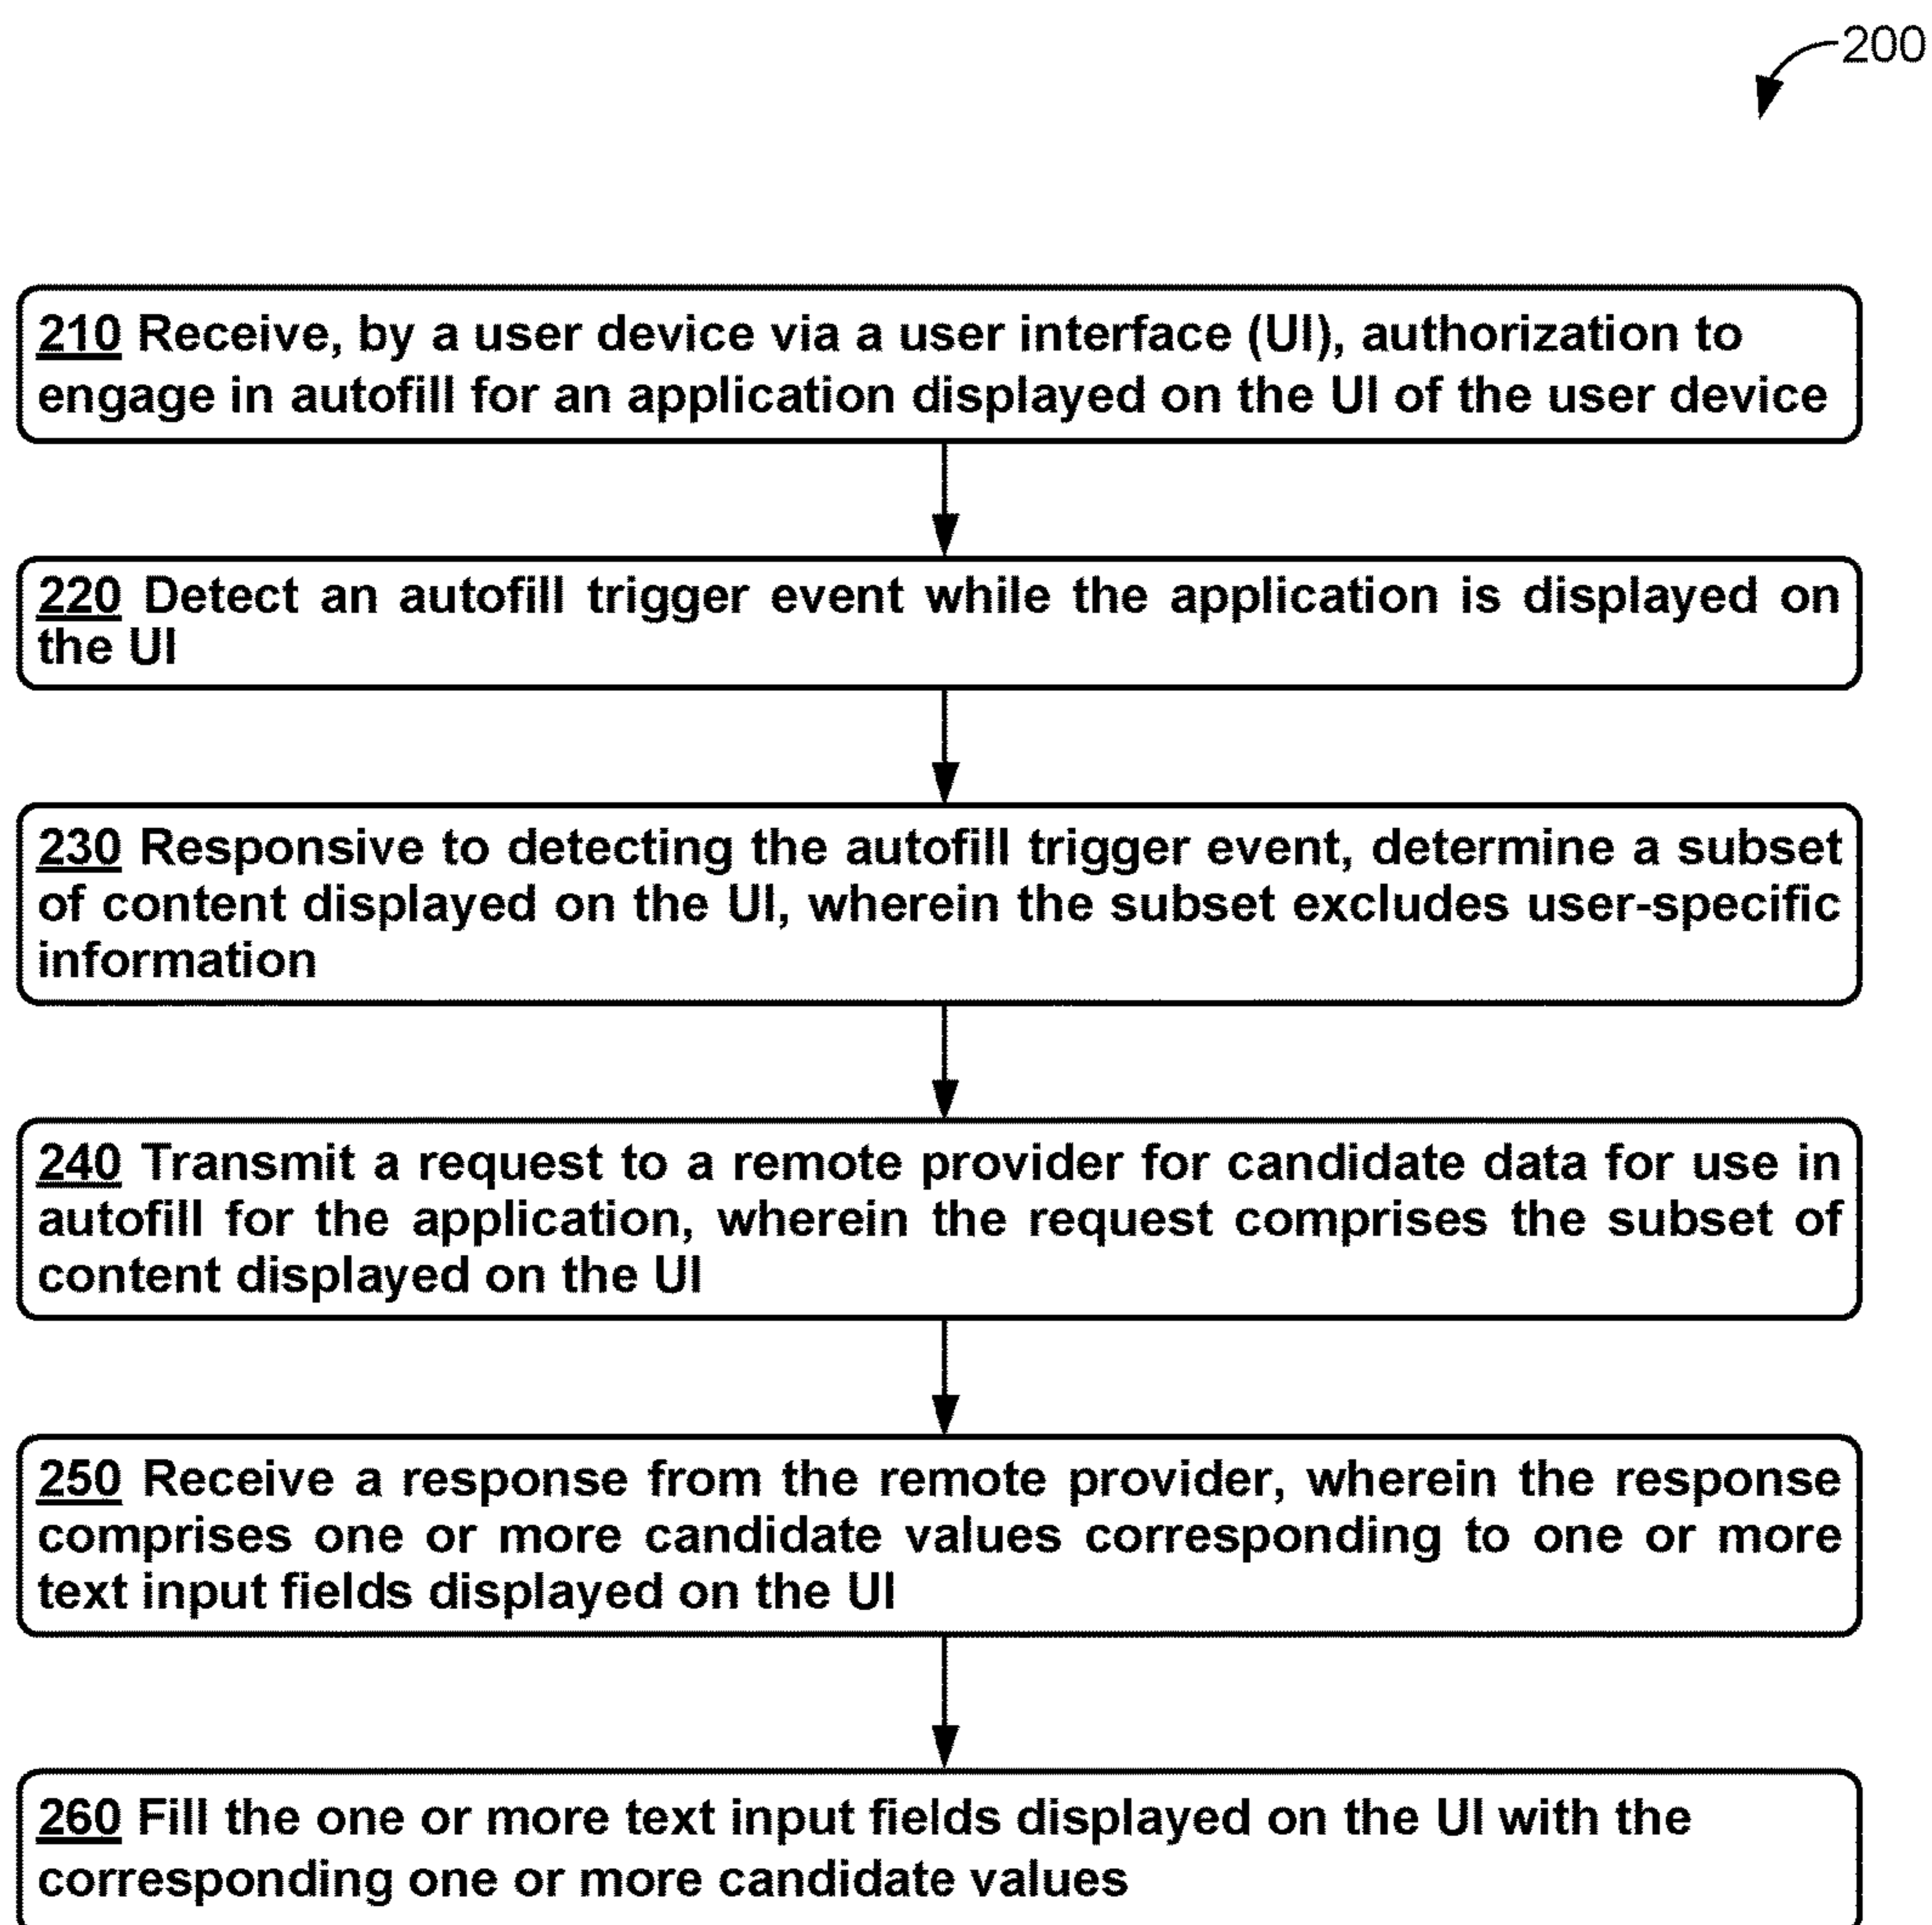 200
210 Receive, by a user device via a user interface (UI), authorization to
engage in autofill for an application displayed on the UI of the user device
220 Detect an autofill trigger event while the application is displayed on
the UI
230 Responsive to detecting the autofill trigger event, determine a subset
of content displayed on the UI, wherein the subset excludes user-specific
information
240 Transmit a request to a remote provider for candidate data for use in
autofill for the application, wherein the request comprises the subset of
content displayed on the UI
250 Receive a response from the remote provider, wherein the response
comprises one or more candidate values corresponding to one or more
text input fields displayed on the UI
260 Fill the one or more text input fields displayed on the UI with the
corresponding one or more candidate values